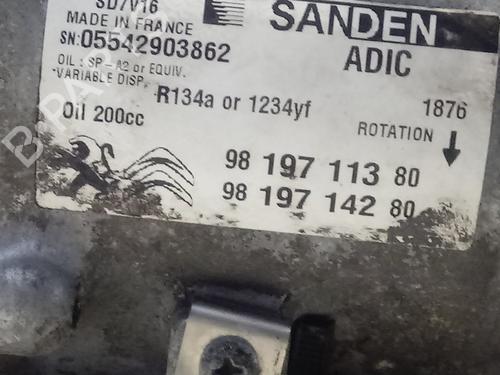 SD7V16
SANDEN
MADE IN FRANCE
SN:05542903862
ADIC
OIL : SP-A2 or EQUIV.
*VARIABLE DISP.
R134a or 1234yf
1876
Oil 200cc
ROTATION
98 197 113 80
98 197 142 80
B-PARTS